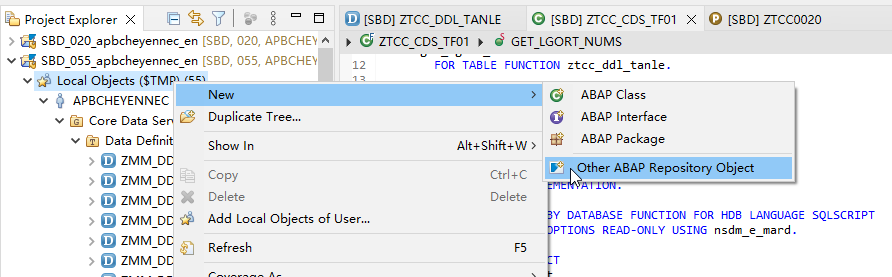 Project Explorer
[SBD] ZTCC_DDL_TANLE
[SBD] ZTCC_CDS_TF01
[SBD] ZTCC0020
SBD_020_apbcheyennec_en [SBD, 020, APBCHEY
ZTCC_CDS_TF01
GET_LGORT_NUMS
SBD_055_apbcheyennec_en [SBD, 055, APBCHEY
12 FOR TABLE FUNCTION ztcc_ddl_tanle.
Local Objects ($TMP) (55)
13
APBCHEYENNEC
New
ABAP Class
Core Data Serv
Duplicate Tree...
ABAP Interface
Data Definit
Show In Alt+Shift+W
ABAP Package
ZMM_DD
Copy Ctrl+C
Other ABAP Repository Object
ZMM_DD
Delete Delete
EMENTATION.
ZMM_DD
Add Local Objects of User...
BY DATABASE FUNCTION FOR HDB LANGUAGE SQLSCRIPT
ZMM_DD
OPTIONS READ-ONLY USING nsdm_e_mard.
ZMM_DD
Refresh F5
CT
ZMM_DD
Coverage As